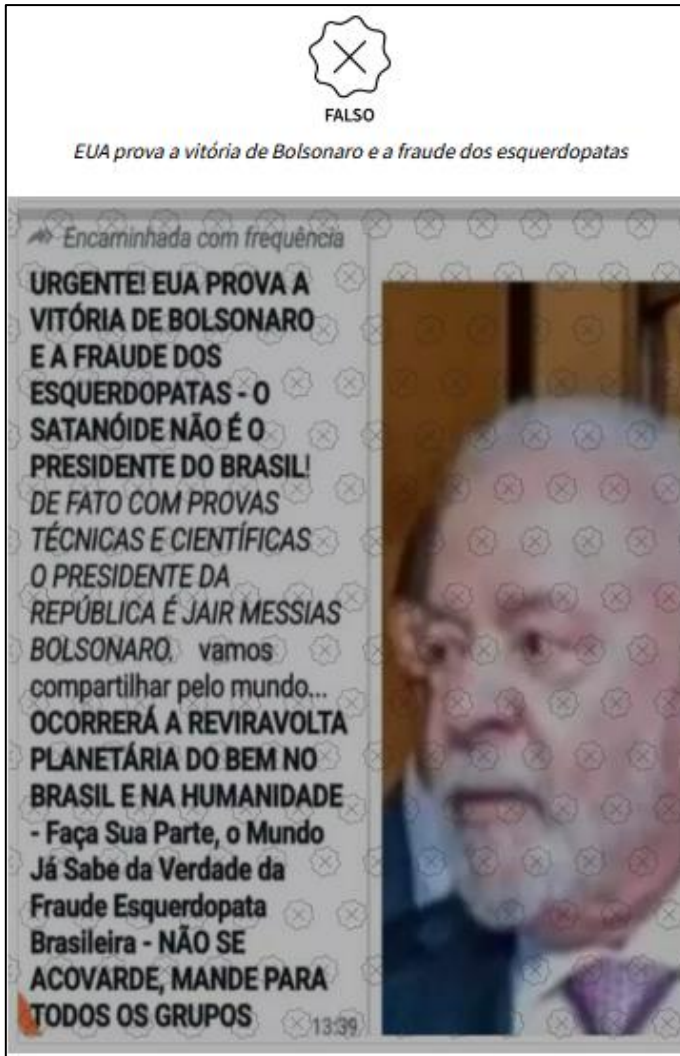 FALSO
EUA prova a vitória de Bolsonaro e a fraude dos esquerdopatas
Encaminhada com frequência
URGENTE! EUA PROVA A
VITÓRIA DE BOLSONARO
E A FRAUDE DOS
ESQUERDOPATAS - O
SATANÓIDE NÃO É O
PRESIDENTE DO BRASIL!
DE FATO COM PROVAS
TÉCNICAS E CIENTÍFICAS
O PRESIDENTE DA
REPÚBLICA É JAIR MESSIAS
BOLSONARO, vamos
compartilhar pelo mundo...
OCORRERÁ A REVIRAVOLTA
PLANETÁRIA DO BEM NO
BRASIL E NA HUMANIDADE
- Faça Sua Parte, o Mundo
Já Sabe da Verdade da
Fraude Esquerdopata
Brasileira - NÃO SE
ACOVARDE, MANDE PARA
TODOS OS GRUPOS
13:39